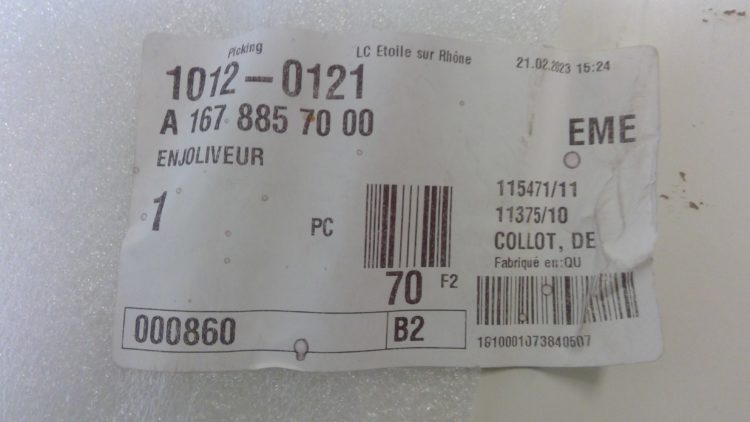 Picking
LC Etoile sur Rhône
21.02.2023 15:24
1012-0121
A 167 885 70 00
EME
ENJOLIVEUR
115471/11
11375/10
1
PC
COLLOT, DE
Fabriqué en:QU
70 F2
000860
B2
1610001073840507